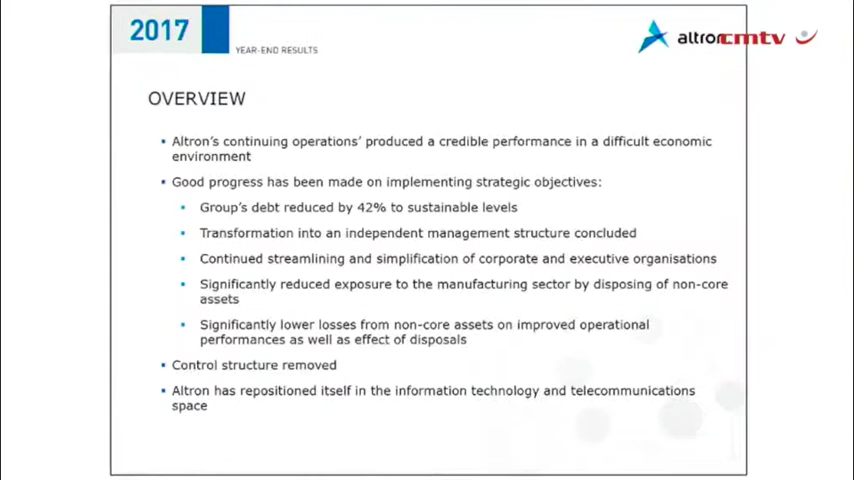 2017
YEAR-END RESULTS
altron
cmtv
OVERVIEW
▪ Altron's continuing operations' produced a credible performance in a difficult economic
environment
▪ Good progress has been made on implementing strategic objectives:
▪ Group's debt reduced by 42% to sustainable levels
▪ Transformation into an independent management structure concluded
▪ Continued streamlining and simplification of corporate and executive organisations
▪ Significantly reduced exposure to the manufacturing sector by disposing of non-core
assets
▪ Significantly lower losses from non-core assets on improved operational
performances as well as effect of disposals
▪ Control structure removed
▪ Altron has repositioned itself in the information technology and telecommunications
space